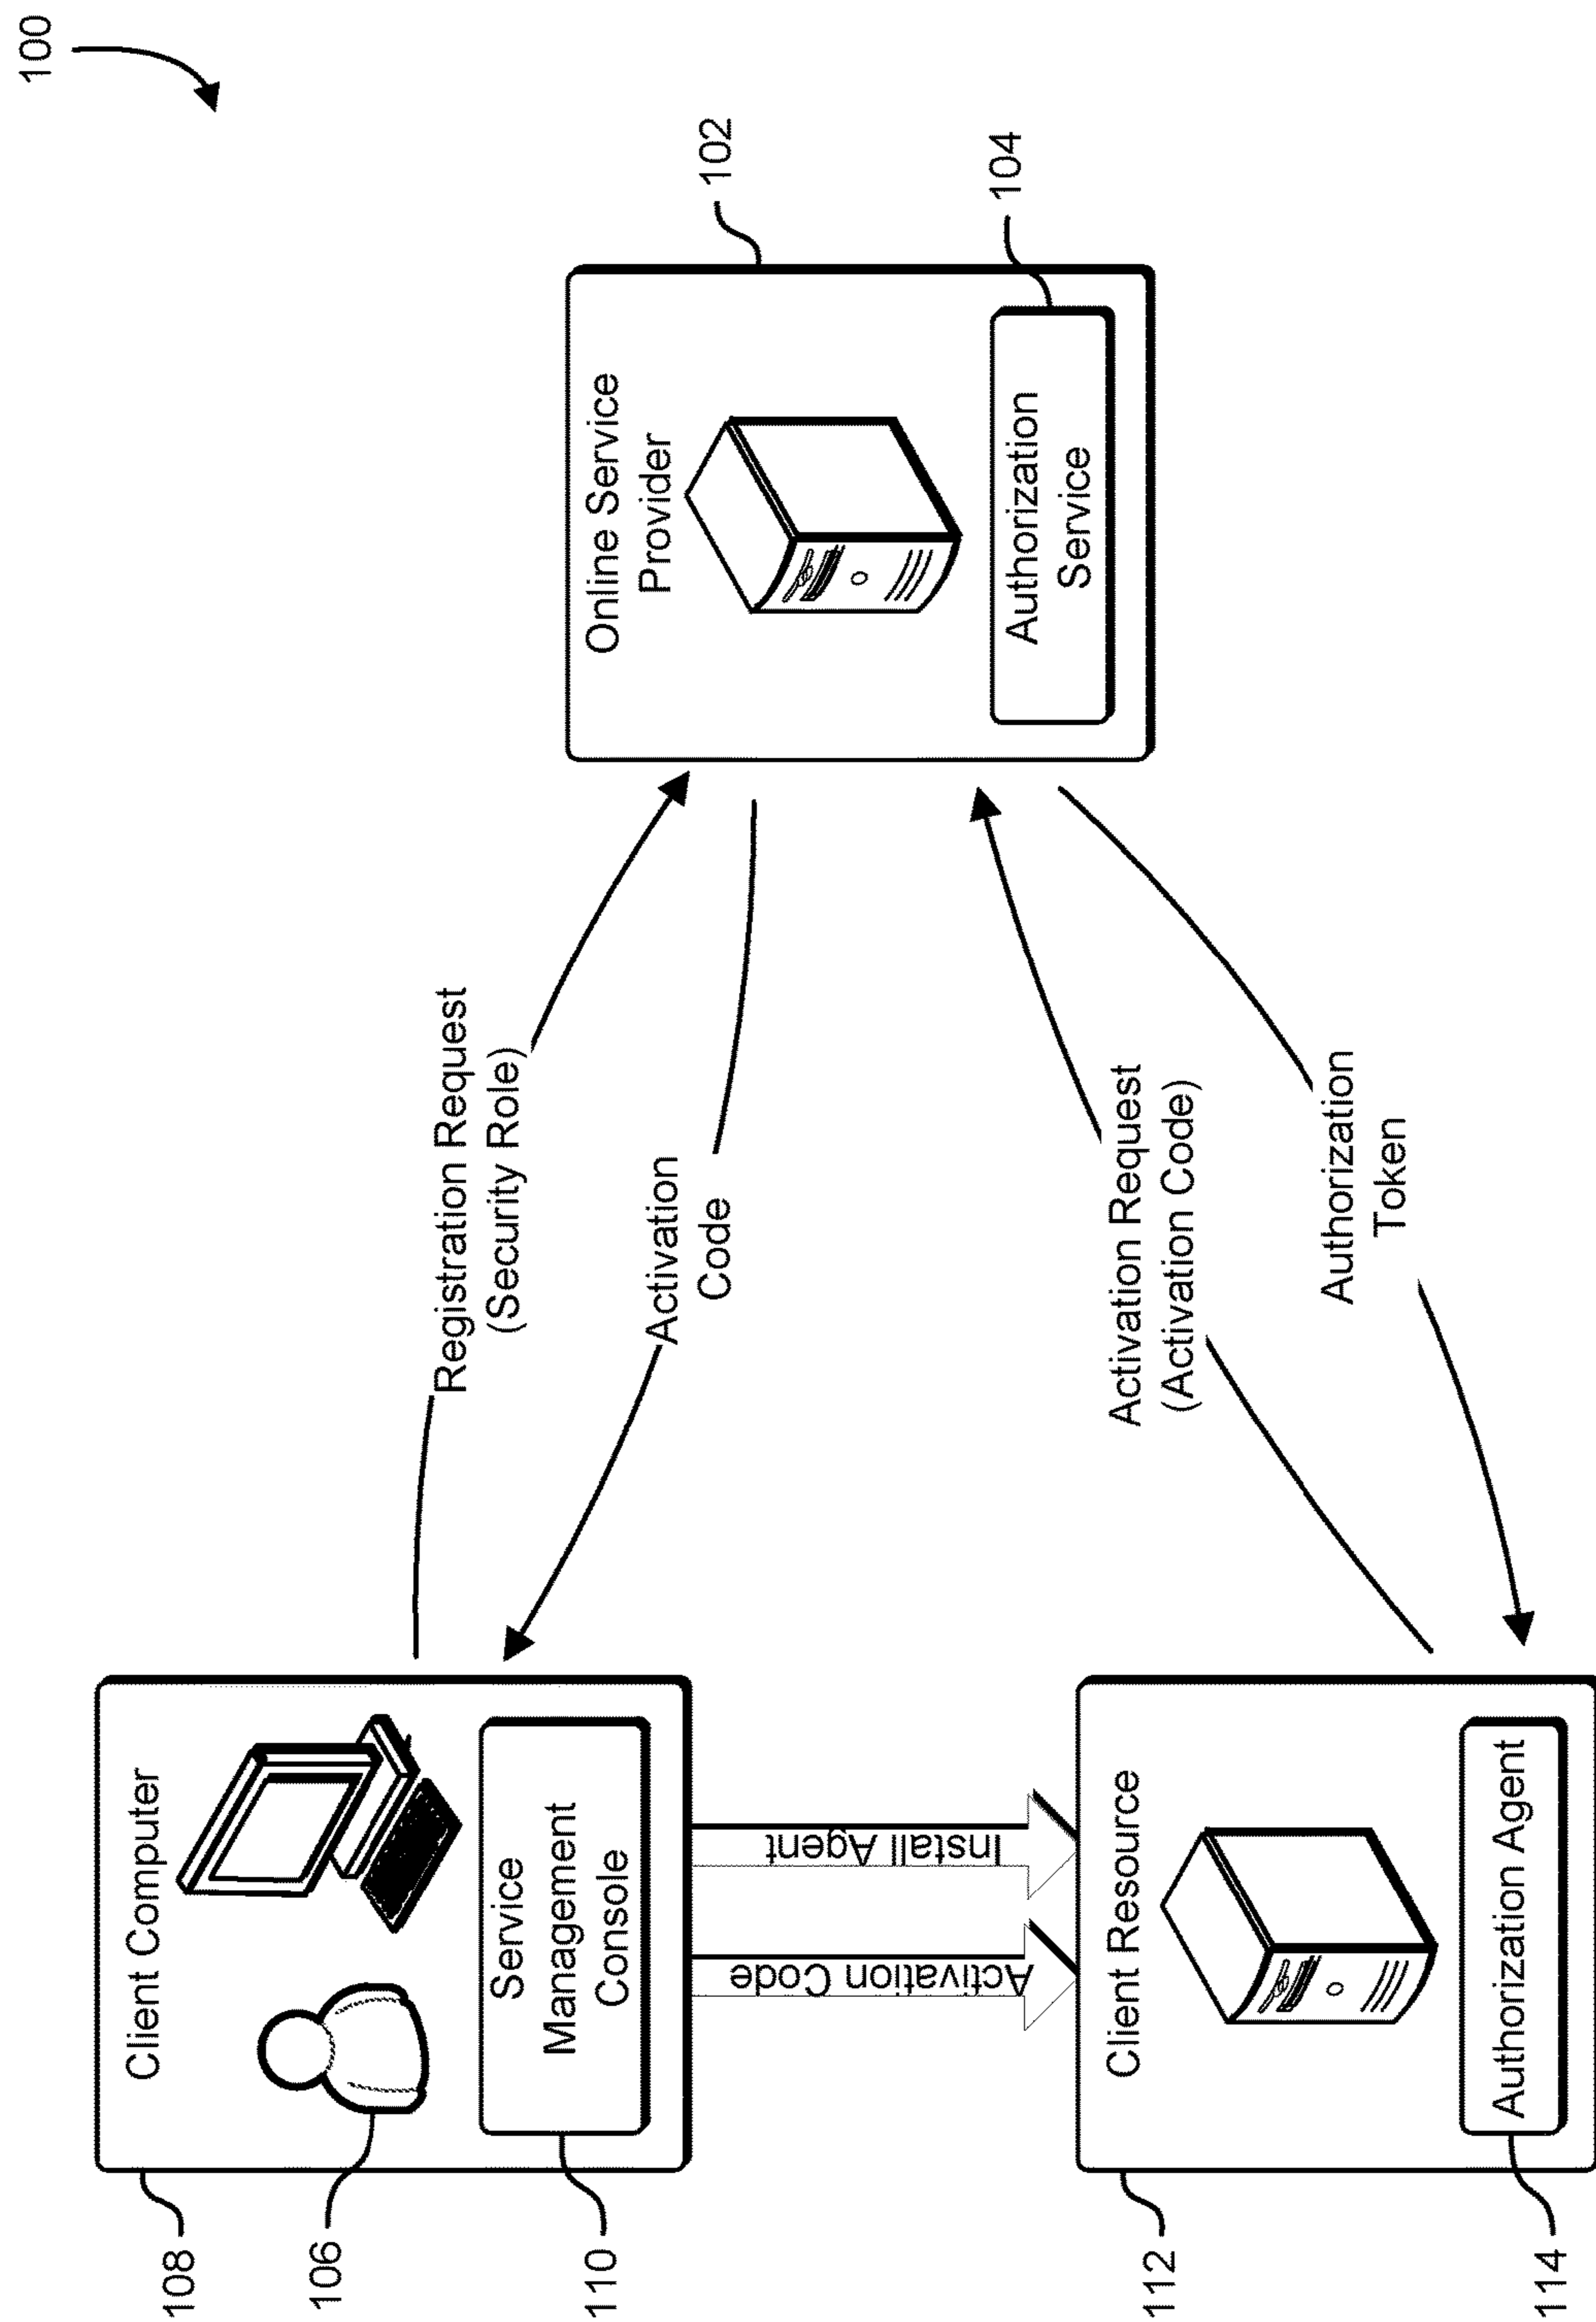 100
108
Client Computer
106
110
Service
Management
Console
Registration Request
(Security Role)
Activation
Code
Online Service
Provider
102
Authorization
Service
104
Activation Code
Install Agent
112
Client Resource
114
Authorization Agent
Activation Request
(Activation Code)
Authorization
Token